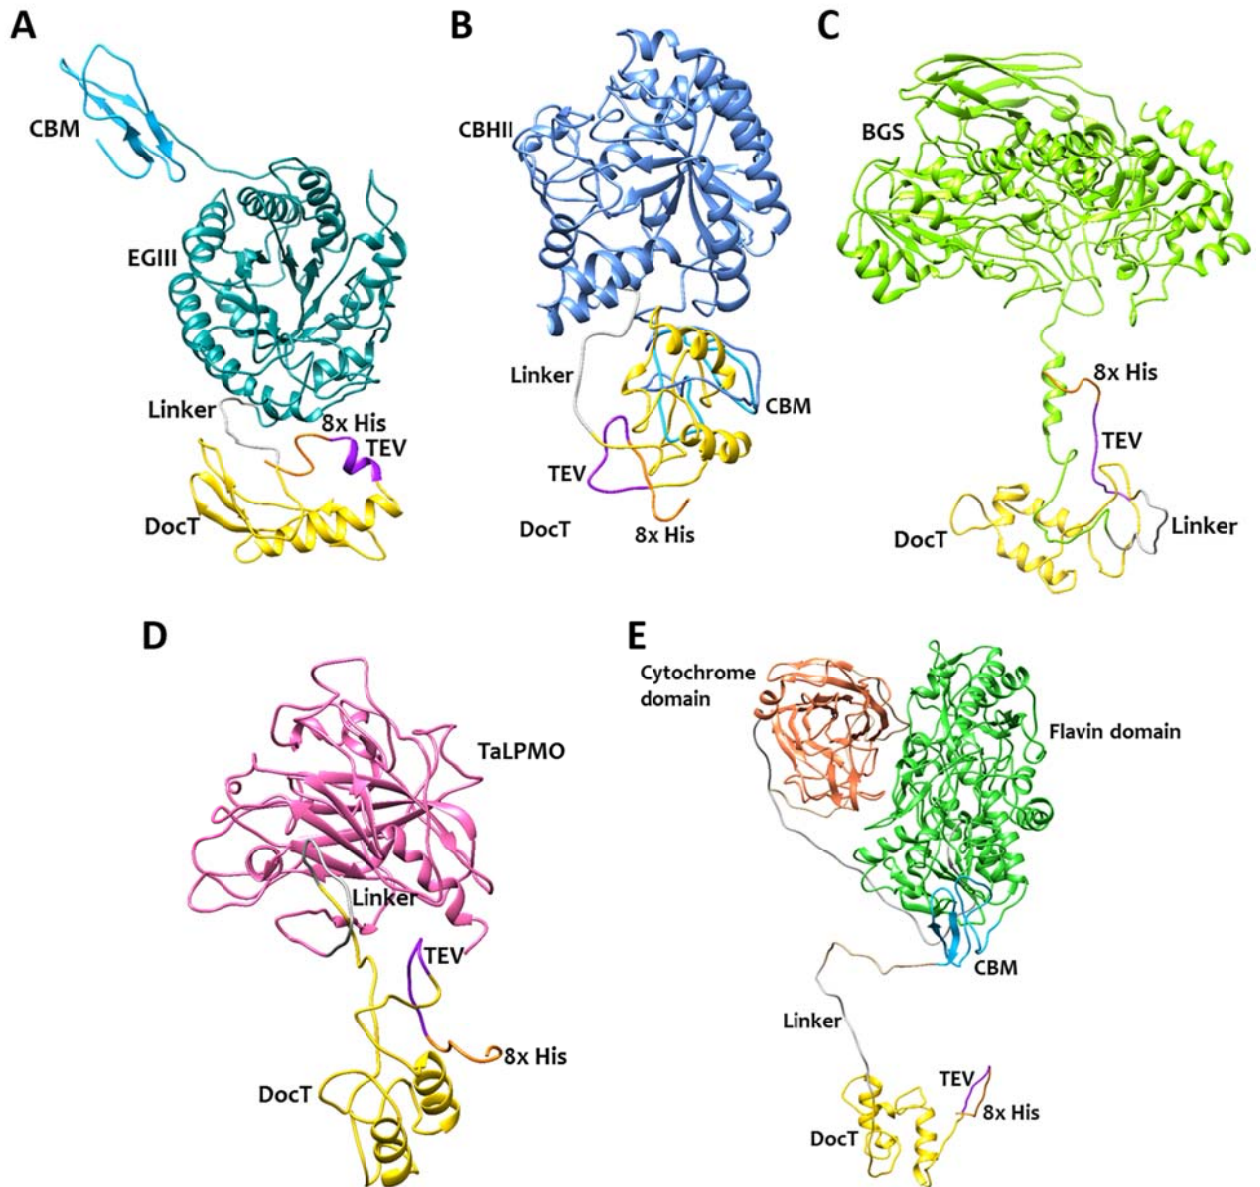 A
CBM
EGIII
Linker
8x His
TEV
DocT
B
CBHII
Linker
CBM
TEV
DocT
8x His
C
BGS
8x His
TEV
DocT
Linker
D
TaLPMO
Linker
TEV
8x His
DocT
E
Cytochrome
domain
Flavin domain
CBM
Linker
TEV
8x His
DocT